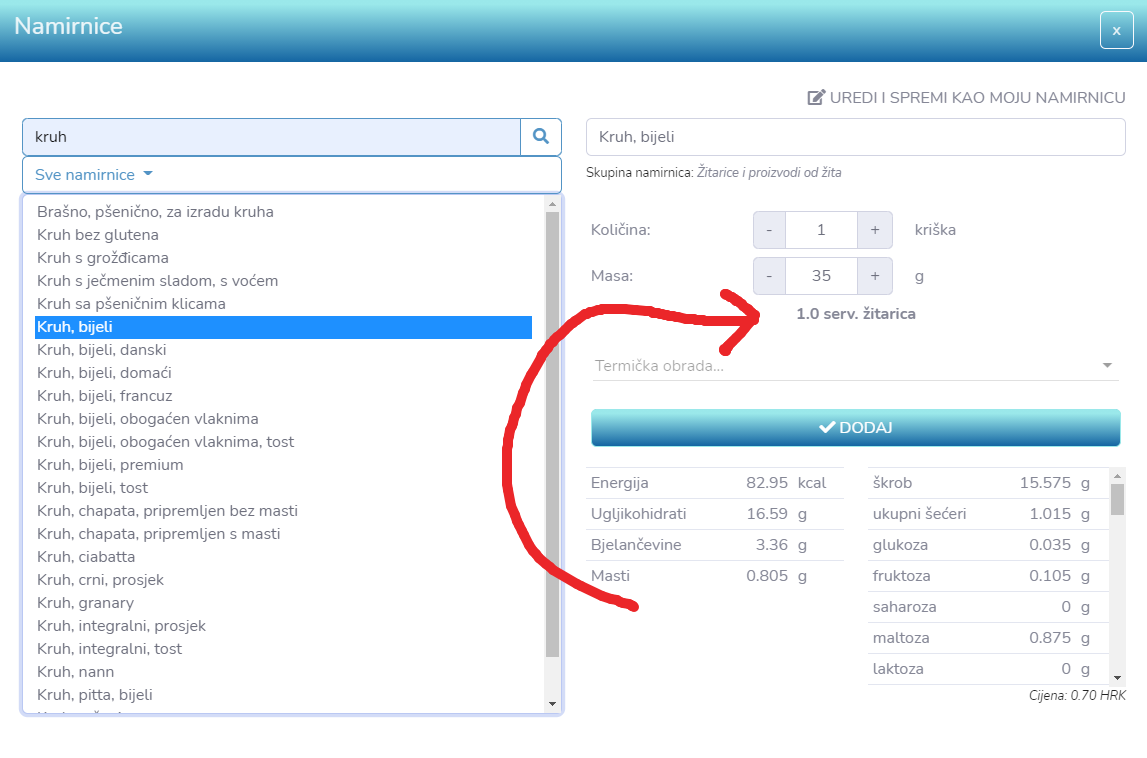 Namirnice
x
UREDI I SPREMI KAO MOJU NAMIRNICU
kruh
Sve namirnice
Brašno, pšenično, za izradu kruha
Kruh bez glutena
Kruh s grožđicama
Kruh s ječmenim sladom, s voćem
Kruh sa pšeničnim klicama
Kruh, bijeli
Kruh, bijeli, danski
Kruh, bijeli, domaći
Kruh, bijeli, francuz
Kruh, bijeli, obogaćen vlaknima
Kruh, bijeli, obogaćen vlaknima, tost
Kruh, bijeli, premium
Kruh, bijeli, tost
Kruh, chapata, pripremljen bez masti
Kruh, chapata, pripremljen s masti
Kruh, ciabatta
Kruh, crni, prosjek
Kruh, granary
Kruh, integralni, prosjek
Kruh, integralni, tost
Kruh, nann
Kruh, pitta, bijeli
Kruh, bijeli
Skupina namirnica: Žitarice i proizvodi od žita
Količina: - 1 + kriška
Masa: - 35 + g
1.0 serv. žitarica
Termička obrada...
DODAJ
Energija 82.95 kcal
Ugljikohidrati 16.59 g
Bjelančevine 3.36 g
Masti 0.805 g
škrob 15.575 g
ukupni šećeri 1.015 g
glukoza 0.035 g
fruktoza 0.105 g
saharoza 0 g
maltoza 0.875 g
laktoza 0 g
Cijena: 0.70 HRK